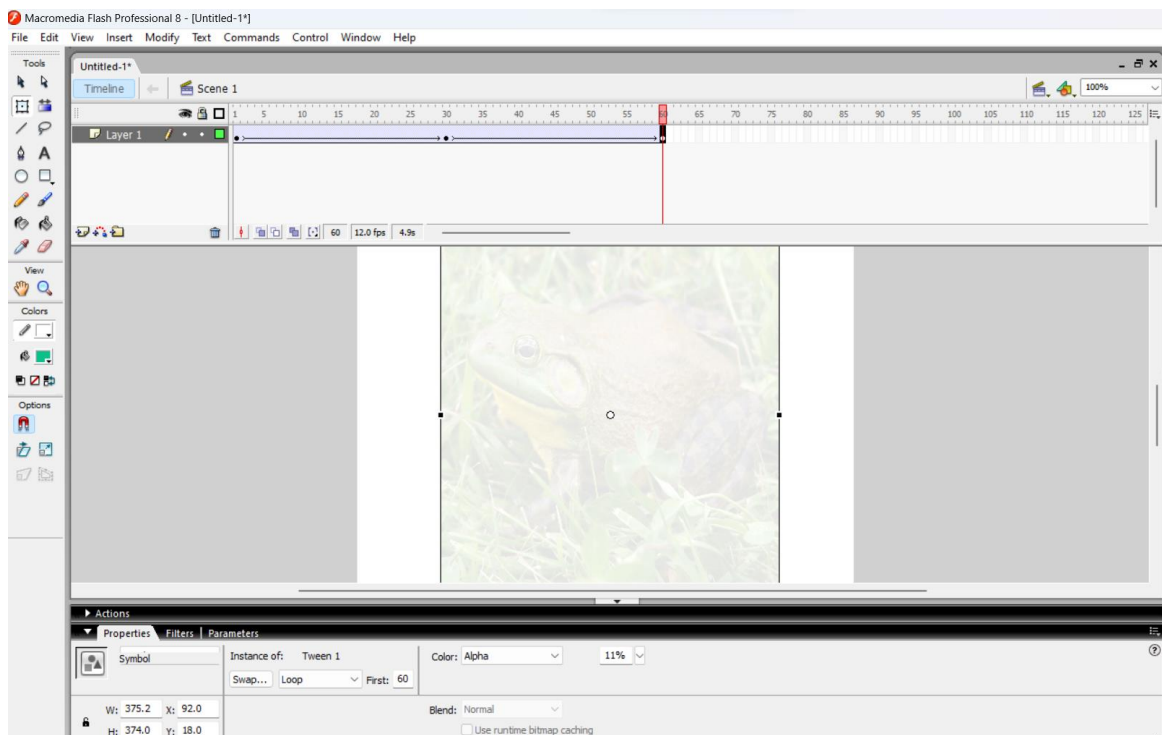 Macromedia Flash Professional 8 - [Untitled-1*]
File Edit View Insert Modify Text Commands Control Window Help
Tools
Untitled-1*
Timeline Scene 1 100%
1 5 10 15 20 25 30 35 40 45 50 55 60 65 70 75 80 85 90 95 100 105 110 115 120 125
Layer 1
A
60 12.0 fps 4.9s
View
Colors
Options
Actions
Properties Filters | Parameters
Symbol Instance of: Tween 1 Color: Alpha 11%
Swap... Loop First: 60
W: 375.2 X: 92.0 Blend: Normal
H: 374.0 Y: 18.0 Use runtime bitmap caching